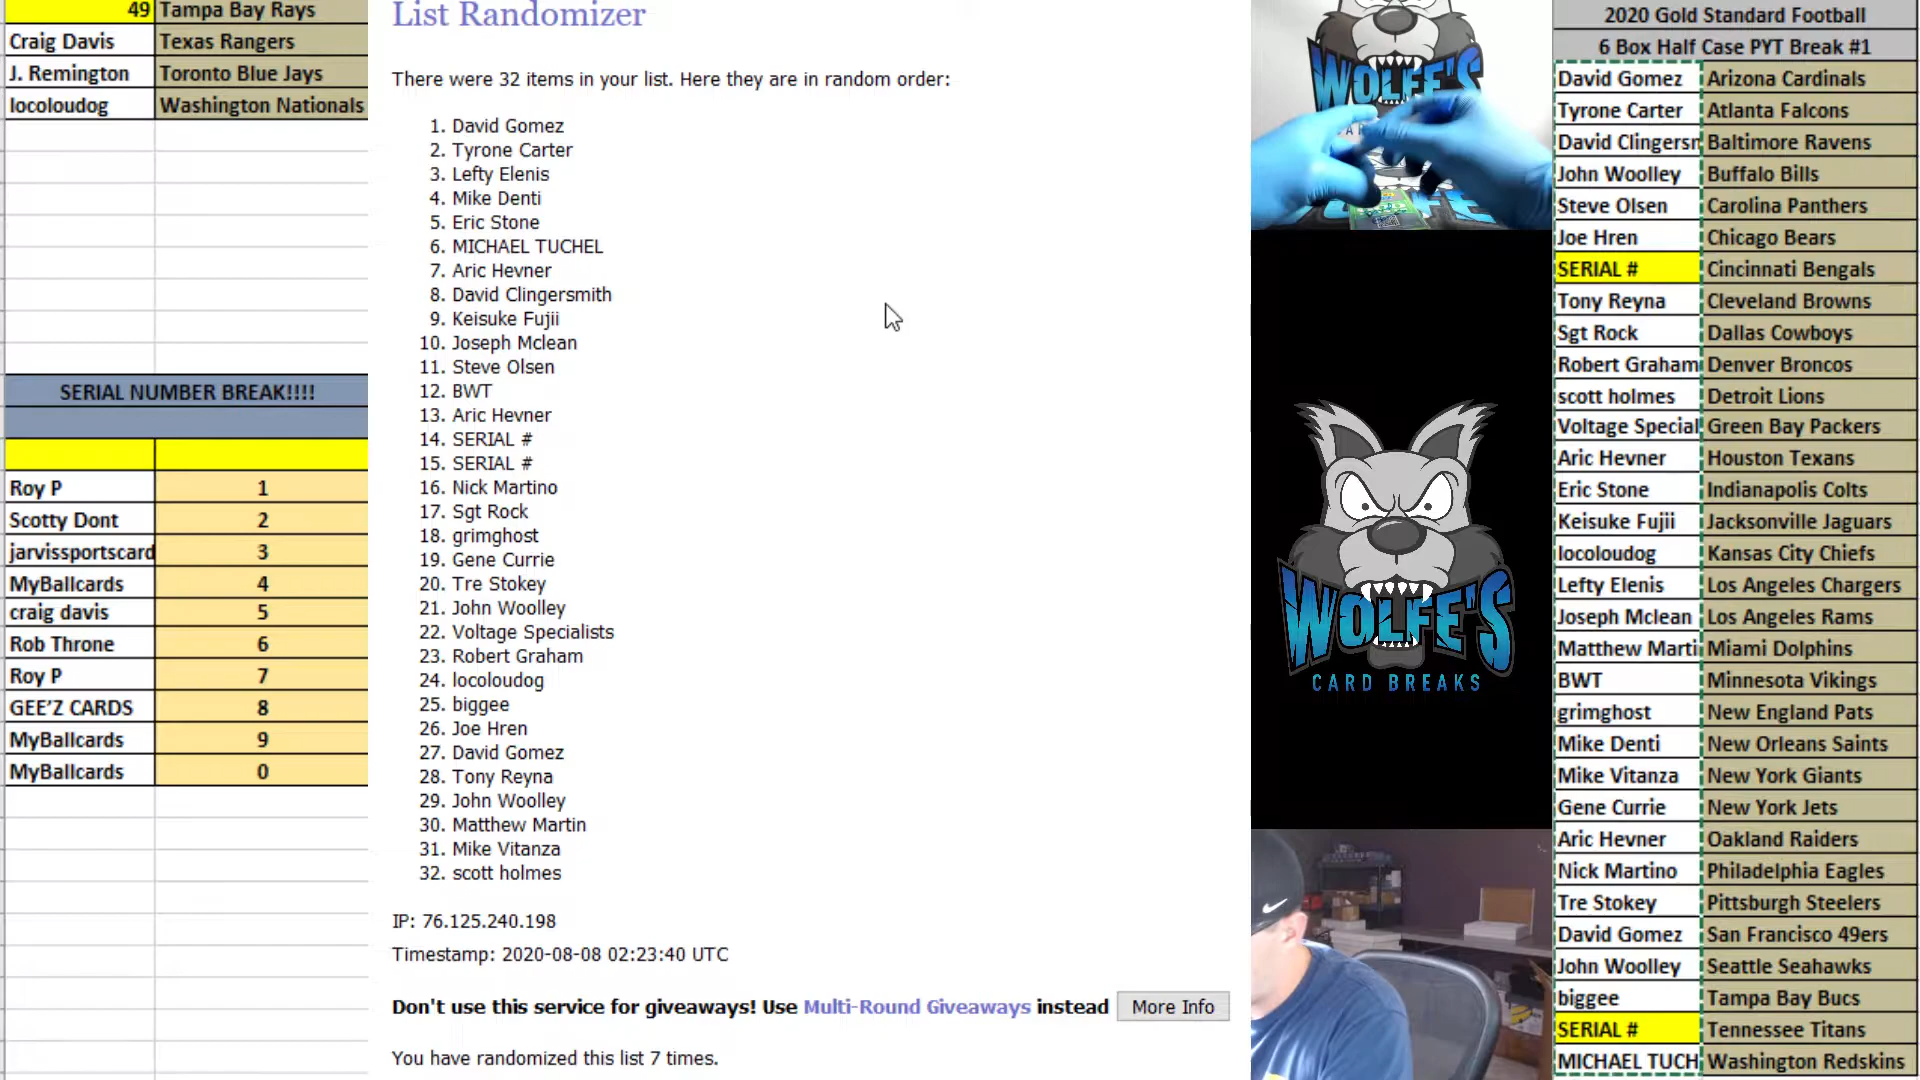 49 Tampa Bay Rays
Craig Davis Texas Rangers
J. Remington Toronto Blue Jays
locoloudog Washington Nationals
SERIAL NUMBER BREAK!!!!
Roy P 1
Scotty Dont 2
jarvissportscard 3
MyBallcards 4
craig davis 5
Rob Throne 6
Roy P 7
GEE'Z CARDS 8
MyBallcards 9
MyBallcards 0
List Randomizer
There were 32 items in your list. Here they are in random order:
1. David Gomez
2. Tyrone Carter
3. Lefty Elenis
4. Mike Denti
5. Eric Stone
6. MICHAEL TUCHEL
7. Aric Hevner
8. David Clingersmith
9. Keisuke Fujii
10. Joseph Mclean
11. Steve Olsen
12. BWT
13. Aric Hevner
14. SERIAL #
15. SERIAL #
16. Nick Martino
17. Sgt Rock
18. grimghost
19. Gene Currie
20. Tre Stokey
21. John Woolley
22. Voltage Specialists
23. Robert Graham
24. locoloudog
25. biggee
26. Joe Hren
27. David Gomez
28. Tony Reyna
29. John Woolley
30. Matthew Martin
31. Mike Vitanza
32. scott holmes
IP: 76.125.240.198
Timestamp: 2020-08-08 02:23:40 UTC
Don't use this service for giveaways! Use Multi-Round Giveaways instead More Info
You have randomized this list 7 times.
WOLFE'S
WOLFE'S
CARD BREAKS
2020 Gold Standard Football
6 Box Half Case PYT Break #1
David Gomez Arizona Cardinals
Tyrone Carter Atlanta Falcons
David Clingersn Baltimore Ravens
John Woolley Buffalo Bills
Steve Olsen Carolina Panthers
Joe Hren Chicago Bears
SERIAL # Cincinnati Bengals
Tony Reyna Cleveland Browns
Sgt Rock Dallas Cowboys
Robert Graham Denver Broncos
scott holmes Detroit Lions
Voltage Special Green Bay Packers
Aric Hevner Houston Texans
Eric Stone Indianapolis Colts
Keisuke Fujii Jacksonville Jaguars
locoloudog Kansas City Chiefs
Lefty Elenis Los Angeles Chargers
Joseph Mclean Los Angeles Rams
Matthew Marti Miami Dolphins
BWT Minnesota Vikings
grimghost New England Pats
Mike Denti New Orleans Saints
Mike Vitanza New York Giants
Gene Currie New York Jets
Aric Hevner Oakland Raiders
Nick Martino Philadelphia Eagles
Tre Stokey Pittsburgh Steelers
David Gomez San Francisco 49ers
John Woolley Seattle Seahawks
biggee Tampa Bay Bucs
SERIAL # Tennessee Titans
MICHAEL TUCH Washington Redskins